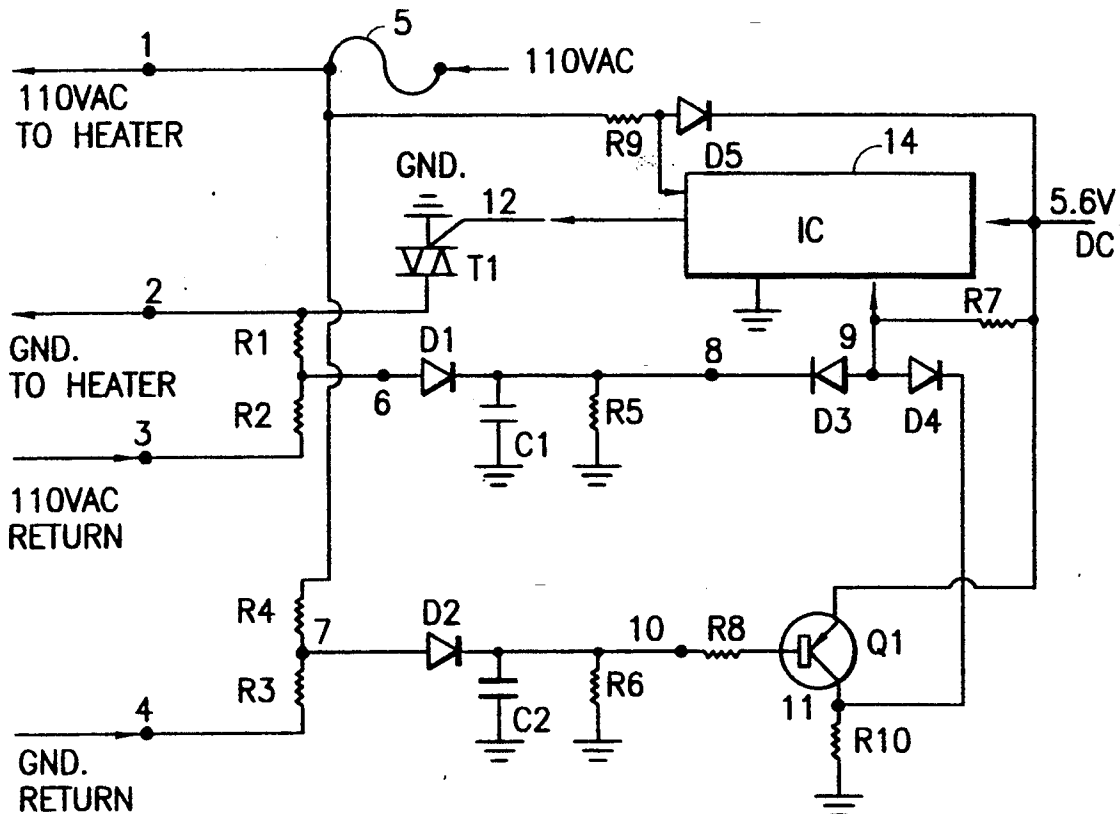 1
5
110VAC
110VAC
TO HEATER
R9
D5
14
GND.
12
T1
IC
5.6V
DC
2
R1
D1
8
9
R7
GND.
TO HEATER
6
R2
C1
R5
D3
D4
3
110VAC
RETURN
R4
7
D2
10
R8
Q1
R3
C2
R6
11
4
R10
GND.
RETURN